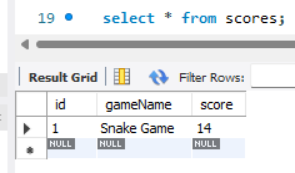 19 select * from scores;
Result Grid Filter Rows:
id gameName score
1 Snake Game 14
NULL NULL NULL